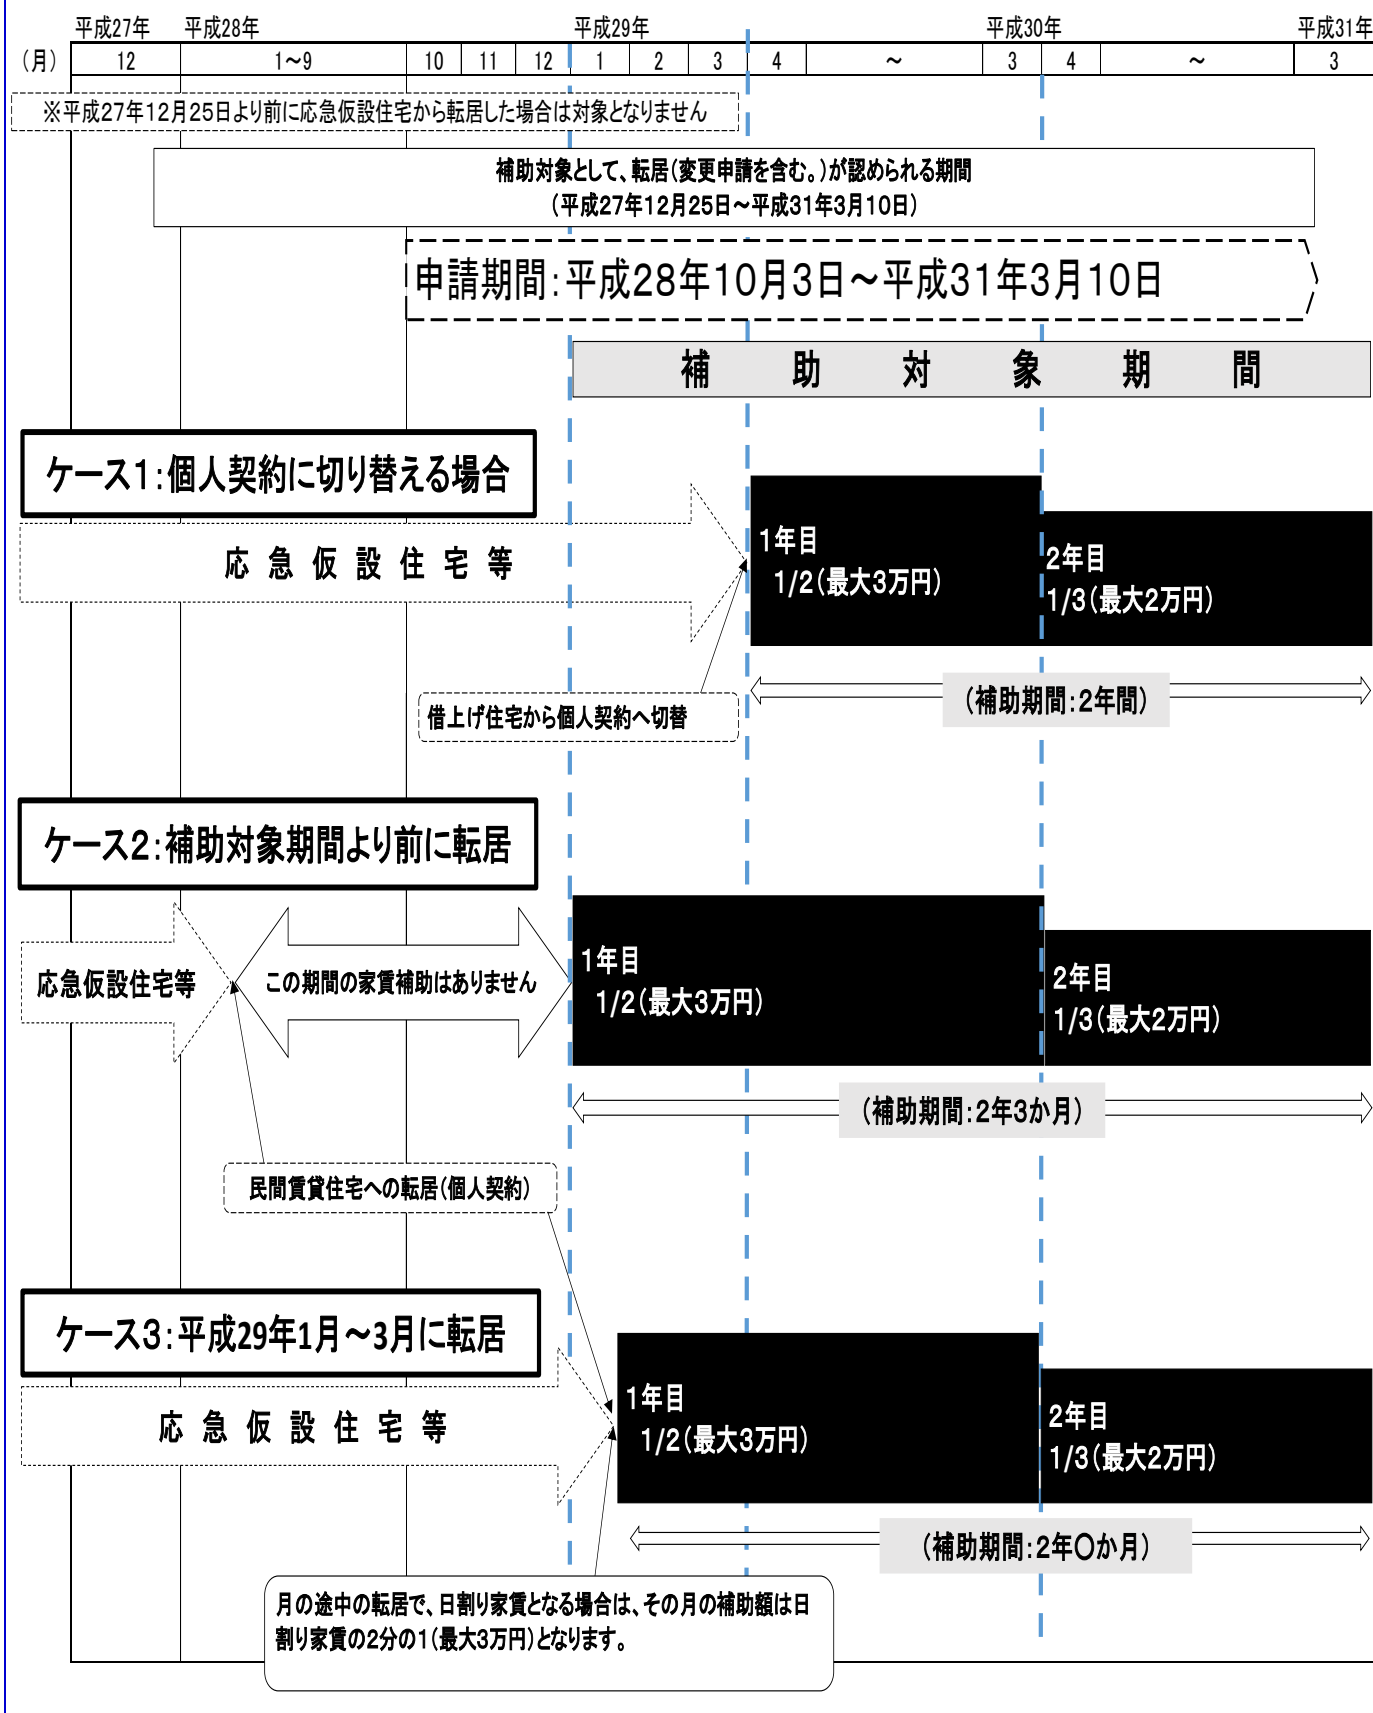 平成27年 平成28年 平成29年 平成30年 平成31年
(月) 12 1～9 10 11 12 1 2 3 4 ～ 3 4 ～ 3
※平成27年12月25日より前に応急仮設住宅から転居した場合は対象となりません
補助対象として、転居(変更申請を含む。)が認められる期間
(平成27年12月25日～平成31年3月10日)
申請期間:平成28年10月3日～平成31年3月10日
補助対象期間
ケース1:個人契約に切り替える場合
応急仮設住宅等
1年目
1/2(最大3万円)
2年目
1/3(最大2万円)
(補助期間:2年間)
借上げ住宅から個人契約へ切替
ケース2:補助対象期間より前に転居
応急仮設住宅等
この期間の家賃補助はありません
1年目
1/2(最大3万円)
2年目
1/3(最大2万円)
(補助期間:2年3か月)
民間賃貸住宅への転居(個人契約)
ケース3:平成29年1月～3月に転居
応急仮設住宅等
1年目
1/2(最大3万円)
2年目
1/3(最大2万円)
(補助期間:2年〇か月)
月の途中の転居で、日割り家賃となる場合は、その月の補助額は日
割り家賃の2分の1(最大3万円)となります。